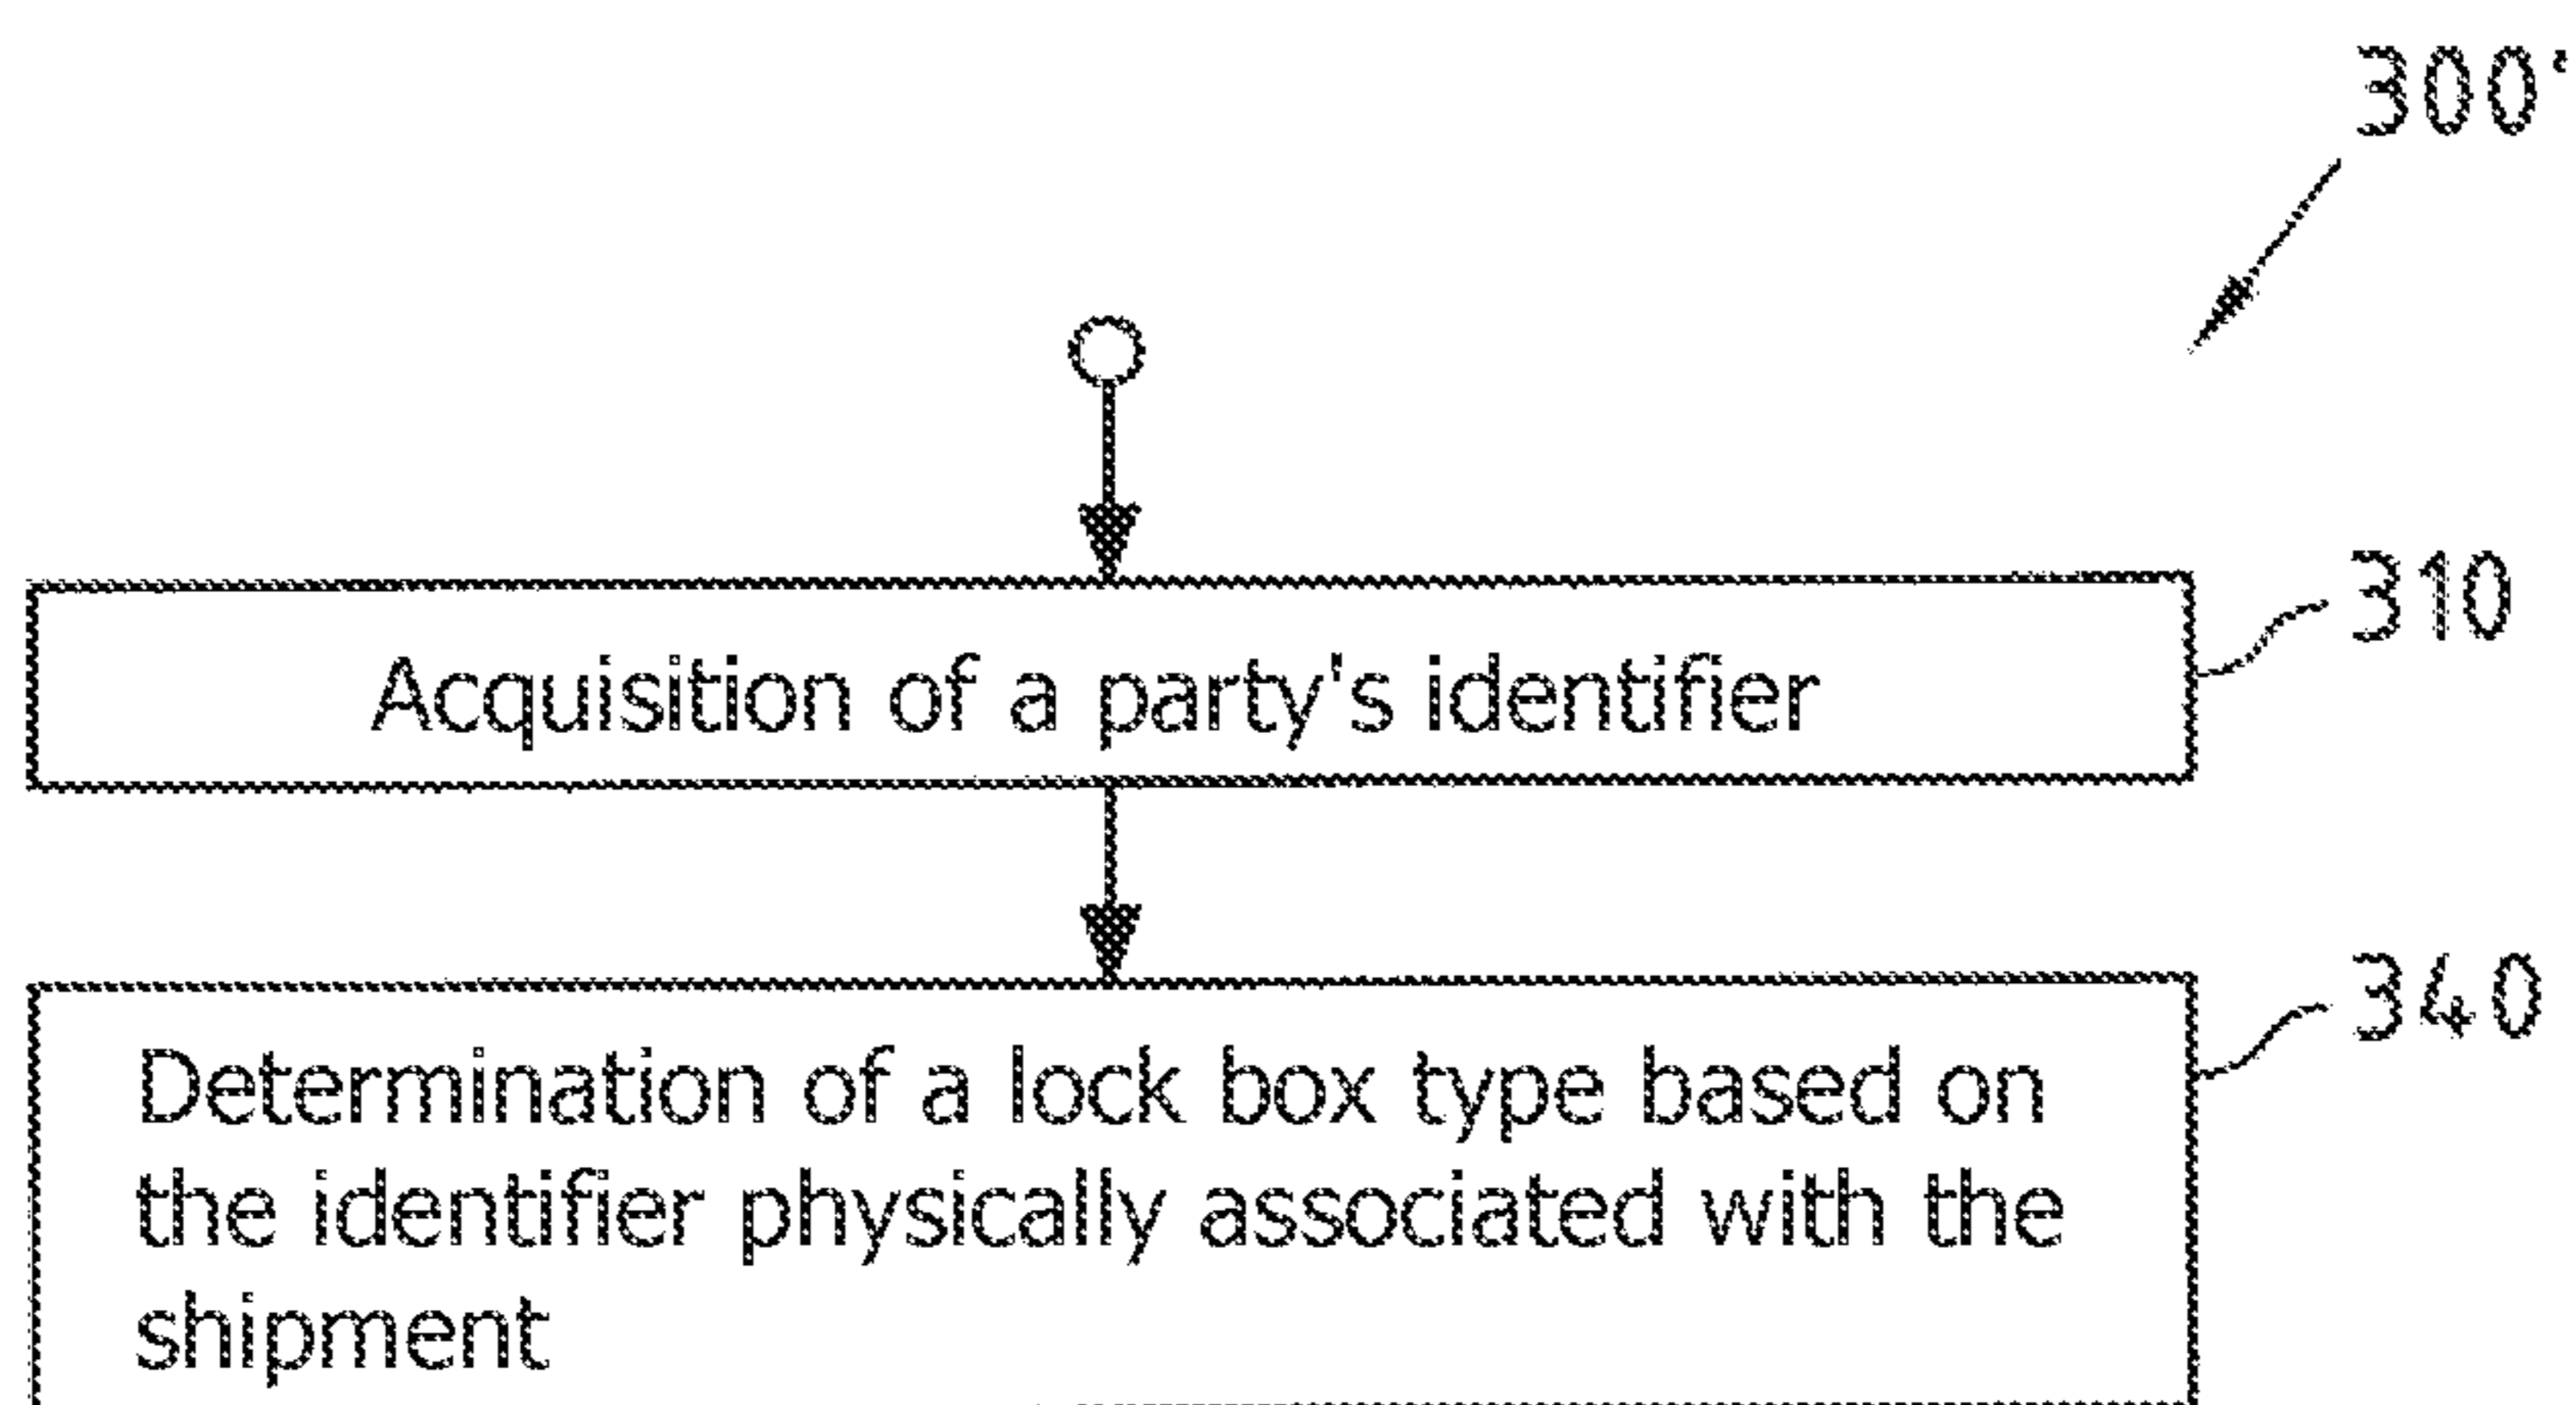 300'
310
Acquisition of a party's identifier
340
Determination of a lock box type based on
the identifier physically associated with the
shipment